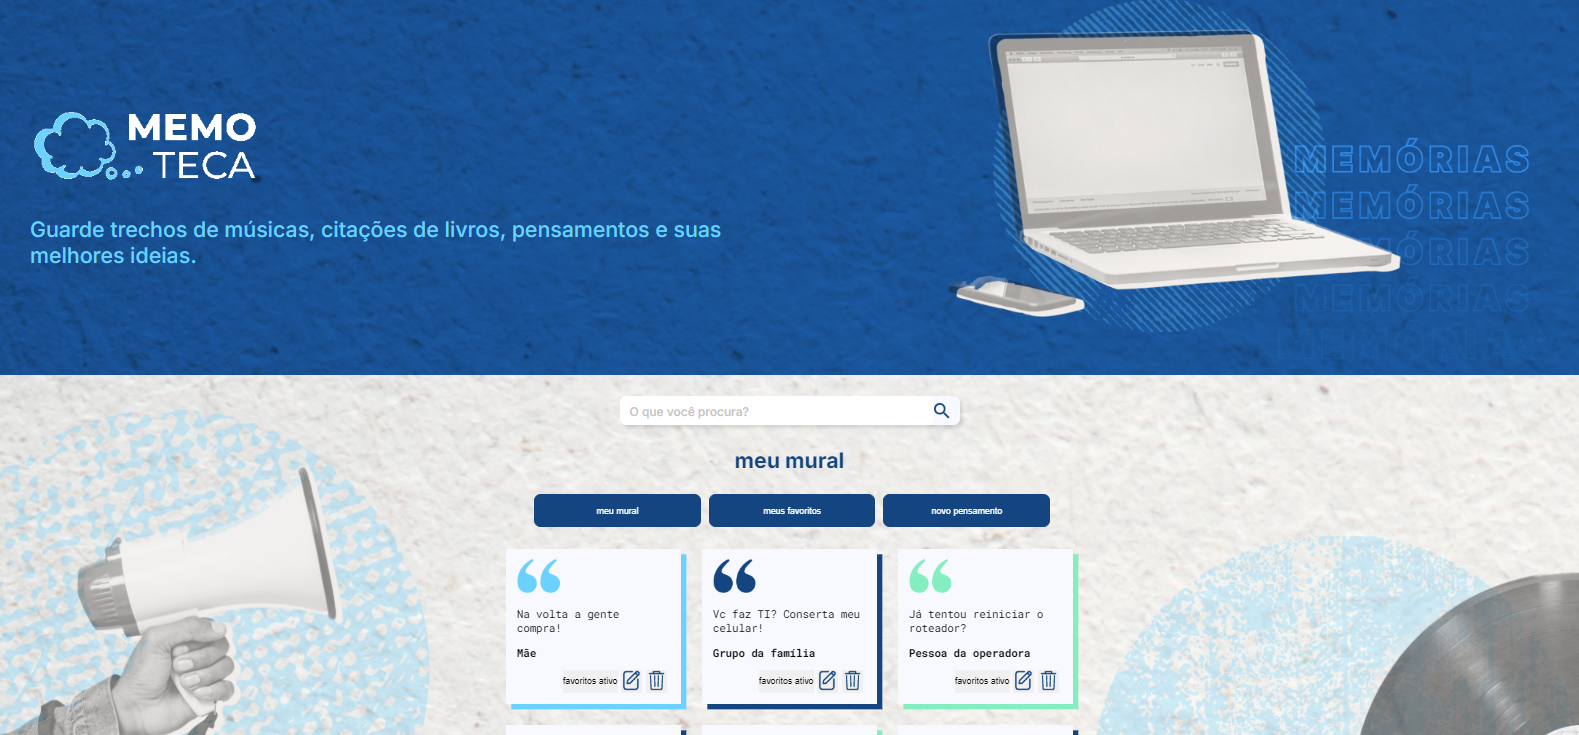 MEMO
TECA
Guarde trechos de músicas, citações de livros, pensamentos e suas
melhores ideias.
MEMÓRIAS
MEMÓRIAS
MEMÓRIAS
MEMÓRIAS
MEMÓRIAS
O que você procura?
meu mural
meu mural
meus favoritos
novo pensamento
Na volta a gente
compra!
Mãe
favoritos ativo
Vc faz TI? Conserta meu
celular!
Grupo da família
favoritos ativo
Já tentou reiniciar o
roteador?
Pessoa da operadora
favoritos ativo